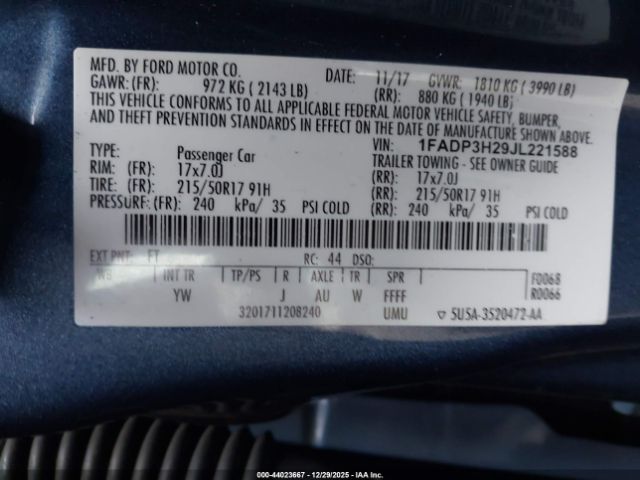 MFD. BY FORD MOTOR CO. DATE: 11/17 GVWR: 1810 KG ( 3990 LB)
GAWR: (FR): 972 KG ( 2143 LB) (RR): 880 KG ( 1940 LB)
THIS VEHICLE CONFORMS TO ALL APPLICABLE FEDERAL MOTOR VEHICLE SAFETY, BUMPER,
AND THEFT PREVENTION STANDARDS IN EFFECT ON THE DATE OF MANUFACTURE SHOWN ABOVE.
VIN: 1FADP3H29JL221588
TYPE: Passenger Car TRAILER TOWING - SEE OWNER GUIDE
RIM: (FR): 17x7.0J (RR): 17x7.0J
TIRE: (FR): 215/50R17 91H (RR): 215/50R17 91H
PRESSURE: (FR): 240 kPa/ 35 PSI COLD (RR): 240 kPa/ 35 PSI COLD
EXT PNT: FT RC: 44 DSO:
WB INT TR TP/PS R AXLE TR SPR F0068
YW J AU W FFFF R0066
3201711208240 UMU ▽ 5U5A-3520472-AA
000-44023667 - 12/29/2025 - IAA Inc.